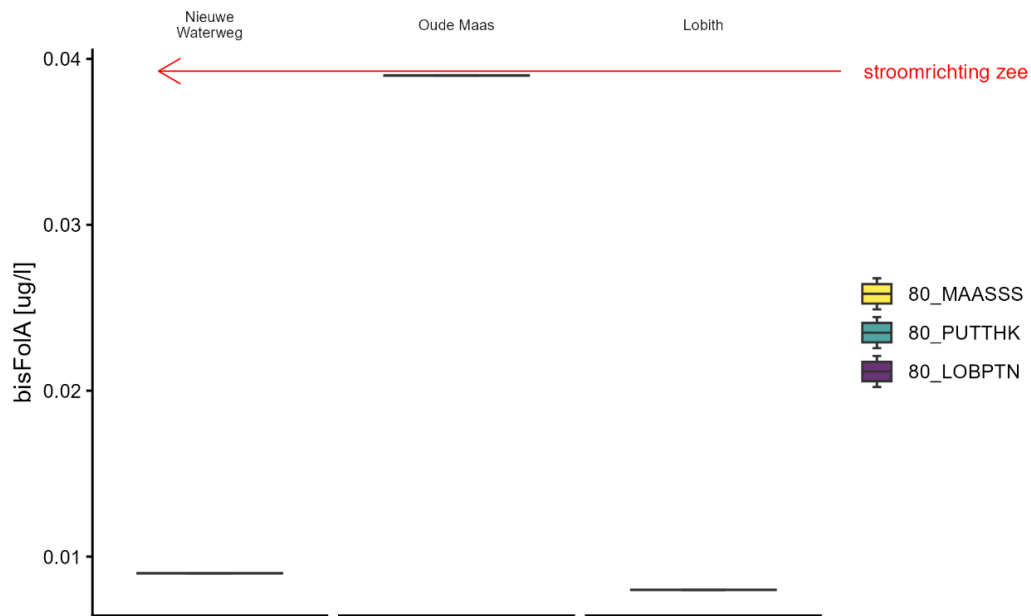 Nieuwe
Waterweg
Oude Maas
Lobith
stroomrichting zee
bisFolA [ug/l]
0.04
0.03
0.02
0.01
80_MAASSS
80_PUTTHK
80_LOBPTN